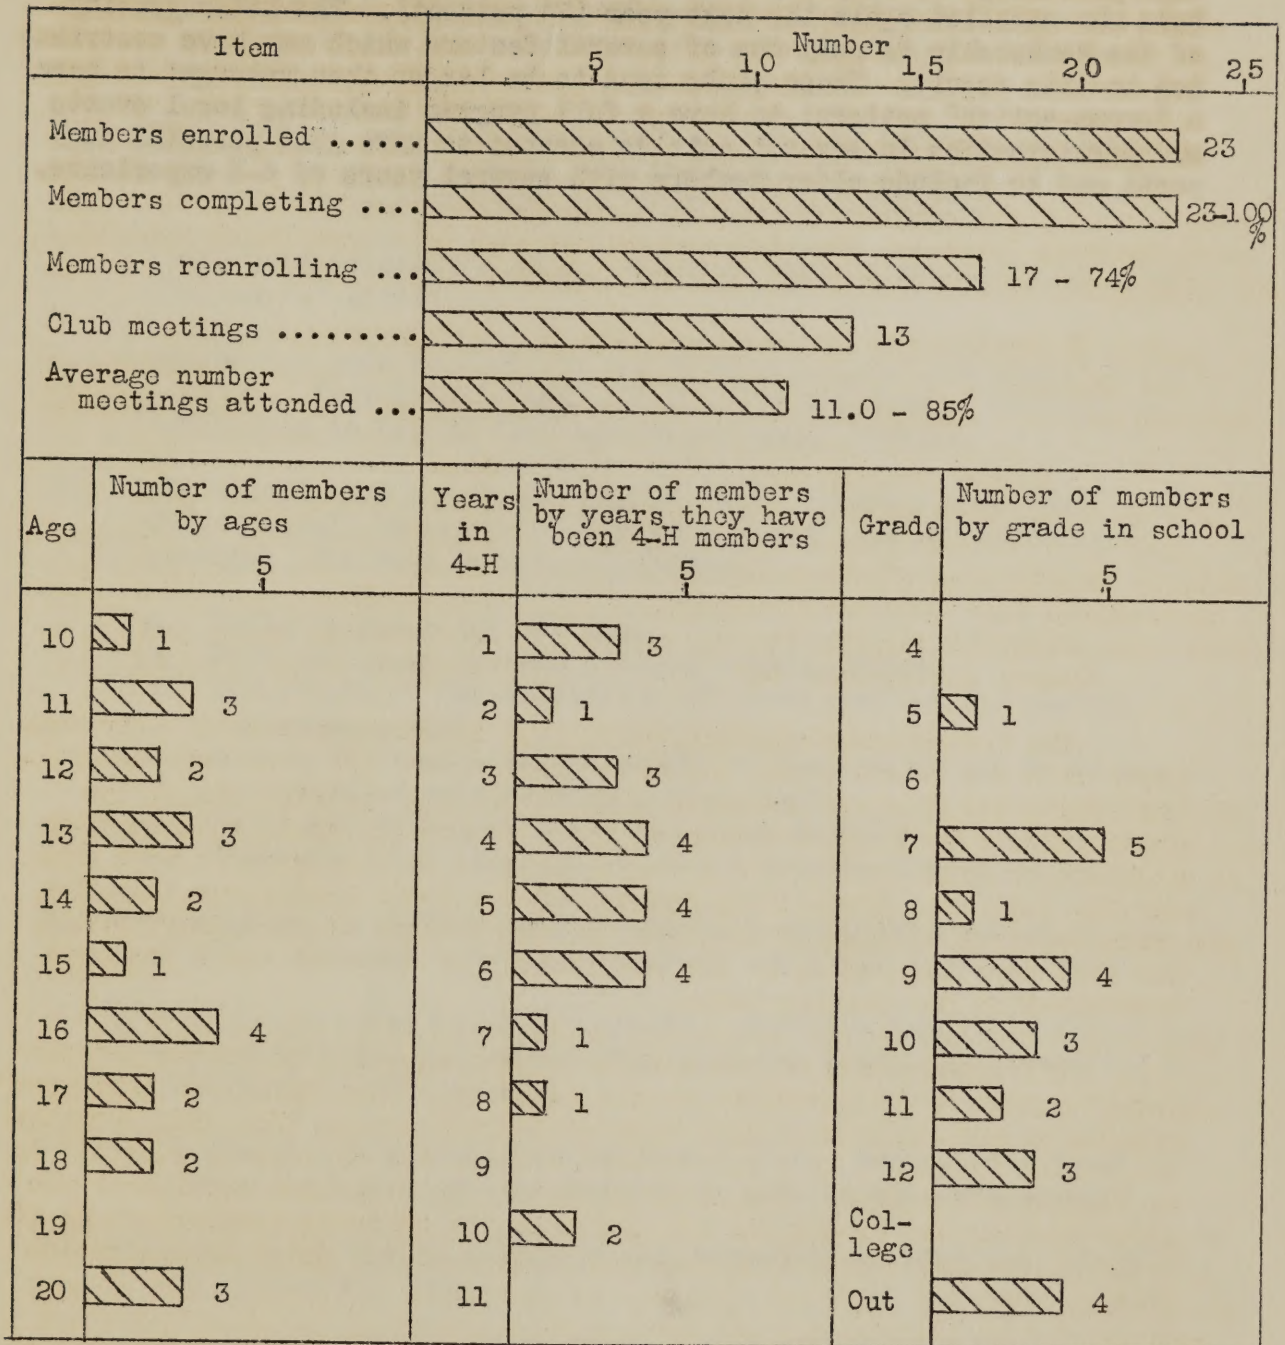 Item Number
5 10 15 20 25
Members enrolled ...... 23
Members completing .... 23-100
%
Members reenrolling ... 17 - 74%
Club meetings ......... 13
Average number
meetings attended ... 11.0 - 85%
Age
Number of members
by ages
5
10 1
11 3
12 2
13 3
14 2
15 1
16 4
17 2
18 2
19
20 3
Years
in
4-H
Number of members
by years they have
been 4-H members
5
1 3
2 1
3 3
4 4
5 4
6 4
7 1
8 1
9
10 2
11
Grade
Number of members
by grade in school
5
4
5 1
6
7 5
8 1
9 4
10 3
11 2
12 3
Col-
lege
Out 4